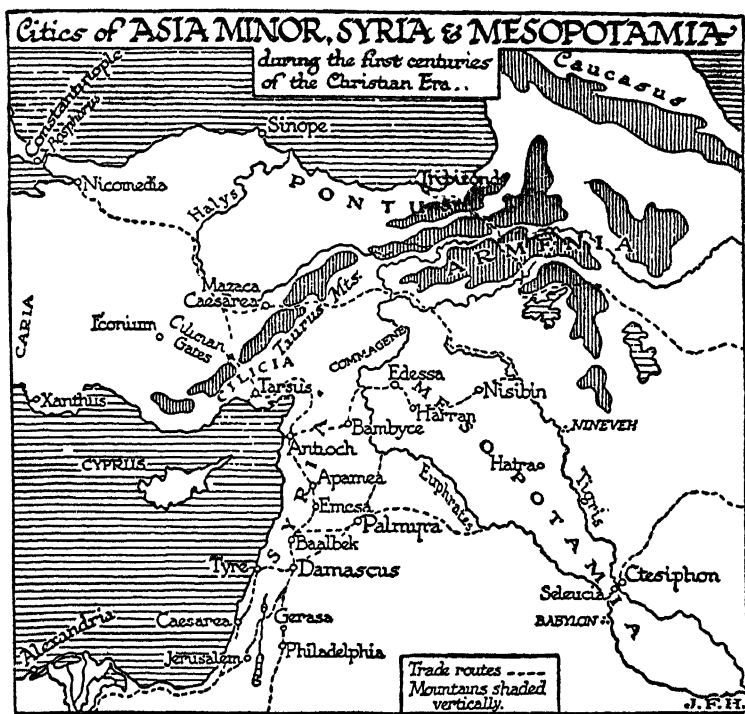 Cities of ASIA MINOR, SYRIA & MESOPOTAMIA
during the first centuries
of the Christian Era..
Caucasus
Constantinople
Bosphorus
Sinope
Nicomedia
Halys
PONTUS
Trebizond
ARMENIA
Mazaca
Caesarea
Taurus Mts.
CARIA
Iconium
Cilician
Gates
COMMAGENE
CILICIA
Edessa
Xanthus
Tarsus
Nisibin
Harran
NINEVEH
Bambyce
Antioch
MESOPOTAMIA
CYPRUS
Hatra
Apamea
Euphrates
Tigris
SYRIA
Emesa
Palmyra
Baalbek
Tyre
Damascus
Ctesiphon
Seleucia
Caesarea
Gerasa
BABYLON
Alexandria
Jerusalem
Philadelphia
Trade routes ----
Mountains shaded
vertically.
J.F.H.